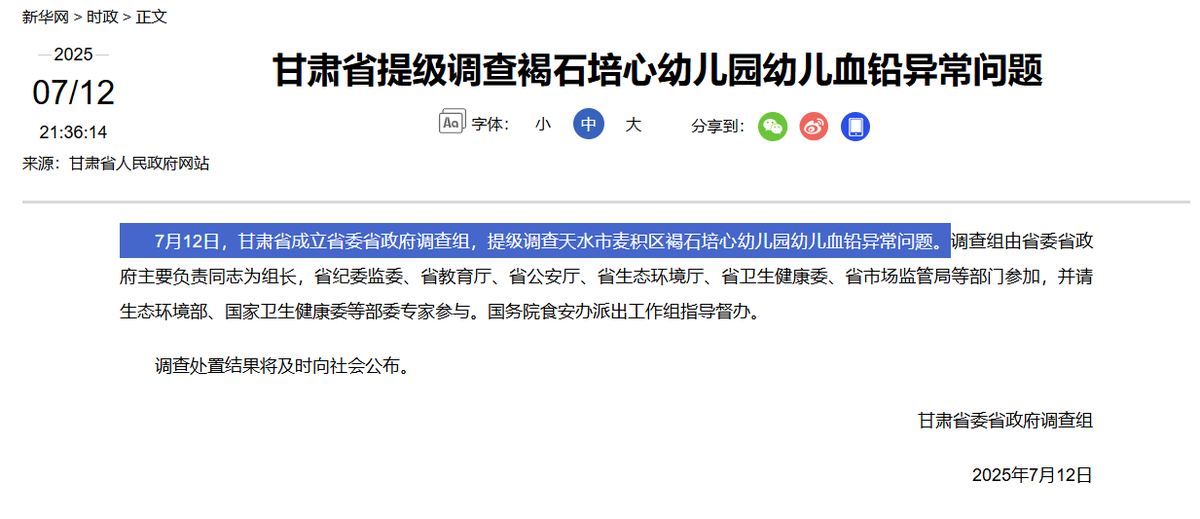 新华网 > 时政 > 正文
2025
07/12
21:36:14
来源：甘肃省人民政府网站
甘肃省提级调查褐石培心幼儿园幼儿血铅异常问题
Aa 字体： 小 中 大 分享到：
7月12日，甘肃省成立省委省政府调查组，提级调查天水市麦积区褐石培心幼儿园幼儿血铅异常问题。调查组由省委省政
府主要负责同志为组长，省纪委监委、省教育厅、省公安厅、省生态环境厅、省卫生健康委、省市场监管局等部门参加，并请
生态环境部、国家卫生健康委等部委专家参与。国务院食安办派出工作组指导督办。
调查处置结果将及时向社会公布。
甘肃省委省政府调查组
2025年7月12日